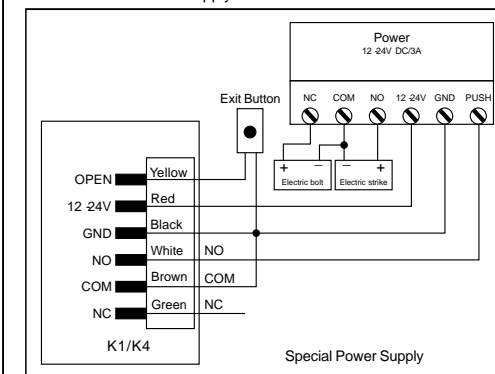 Power
12 -24V DC/3A
NC COM NO 12 -24V GND PUSH
Exit Button
+ – – +
Electric bolt Electric strike
OPEN Yellow
12 -24V Red
GND Black
NO White NO
COM Brown COM
NC Green NC
K1/K4
Special Power Supply